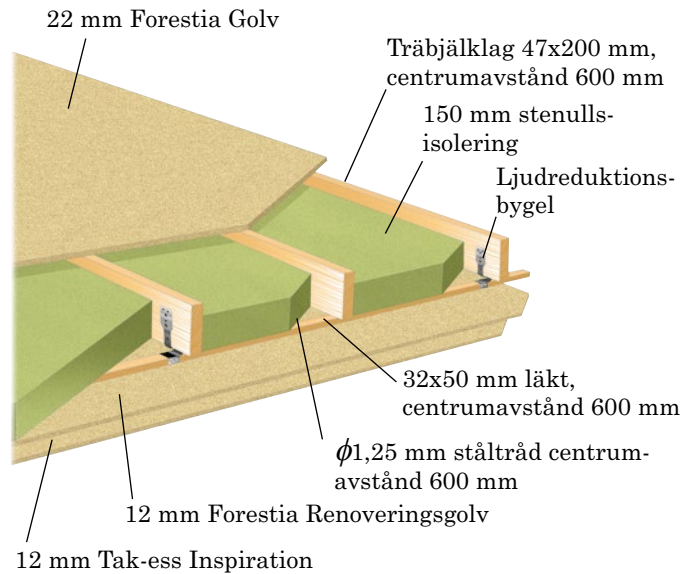 22 mm Forestia Golv
Träbjälklag 47x200 mm,
centrumavstånd 600 mm
150 mm stenulls-
isolering
Ljudreduktions-
bygel
32x50 mm läkt,
centrumavstånd 600 mm
ϕ1,25 mm ståltråd centrum-
avstånd 600 mm
12 mm Forestia Renoveringsgolv
12 mm Tak-ess Inspiration